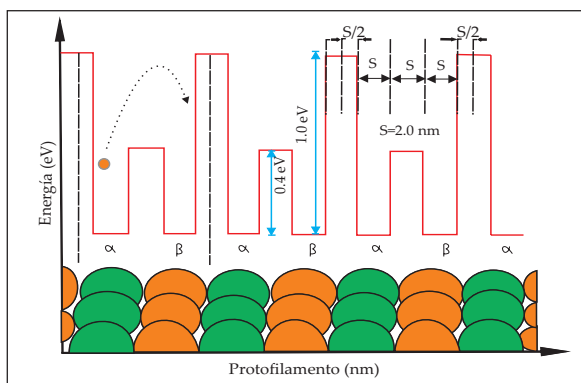 S/2
S/2
S
S
S
S=2.0 nm
1.0 eV
0.4 eV
Energía (eV)
α
β
α
β
α
β
α
Protofilamento (nm)